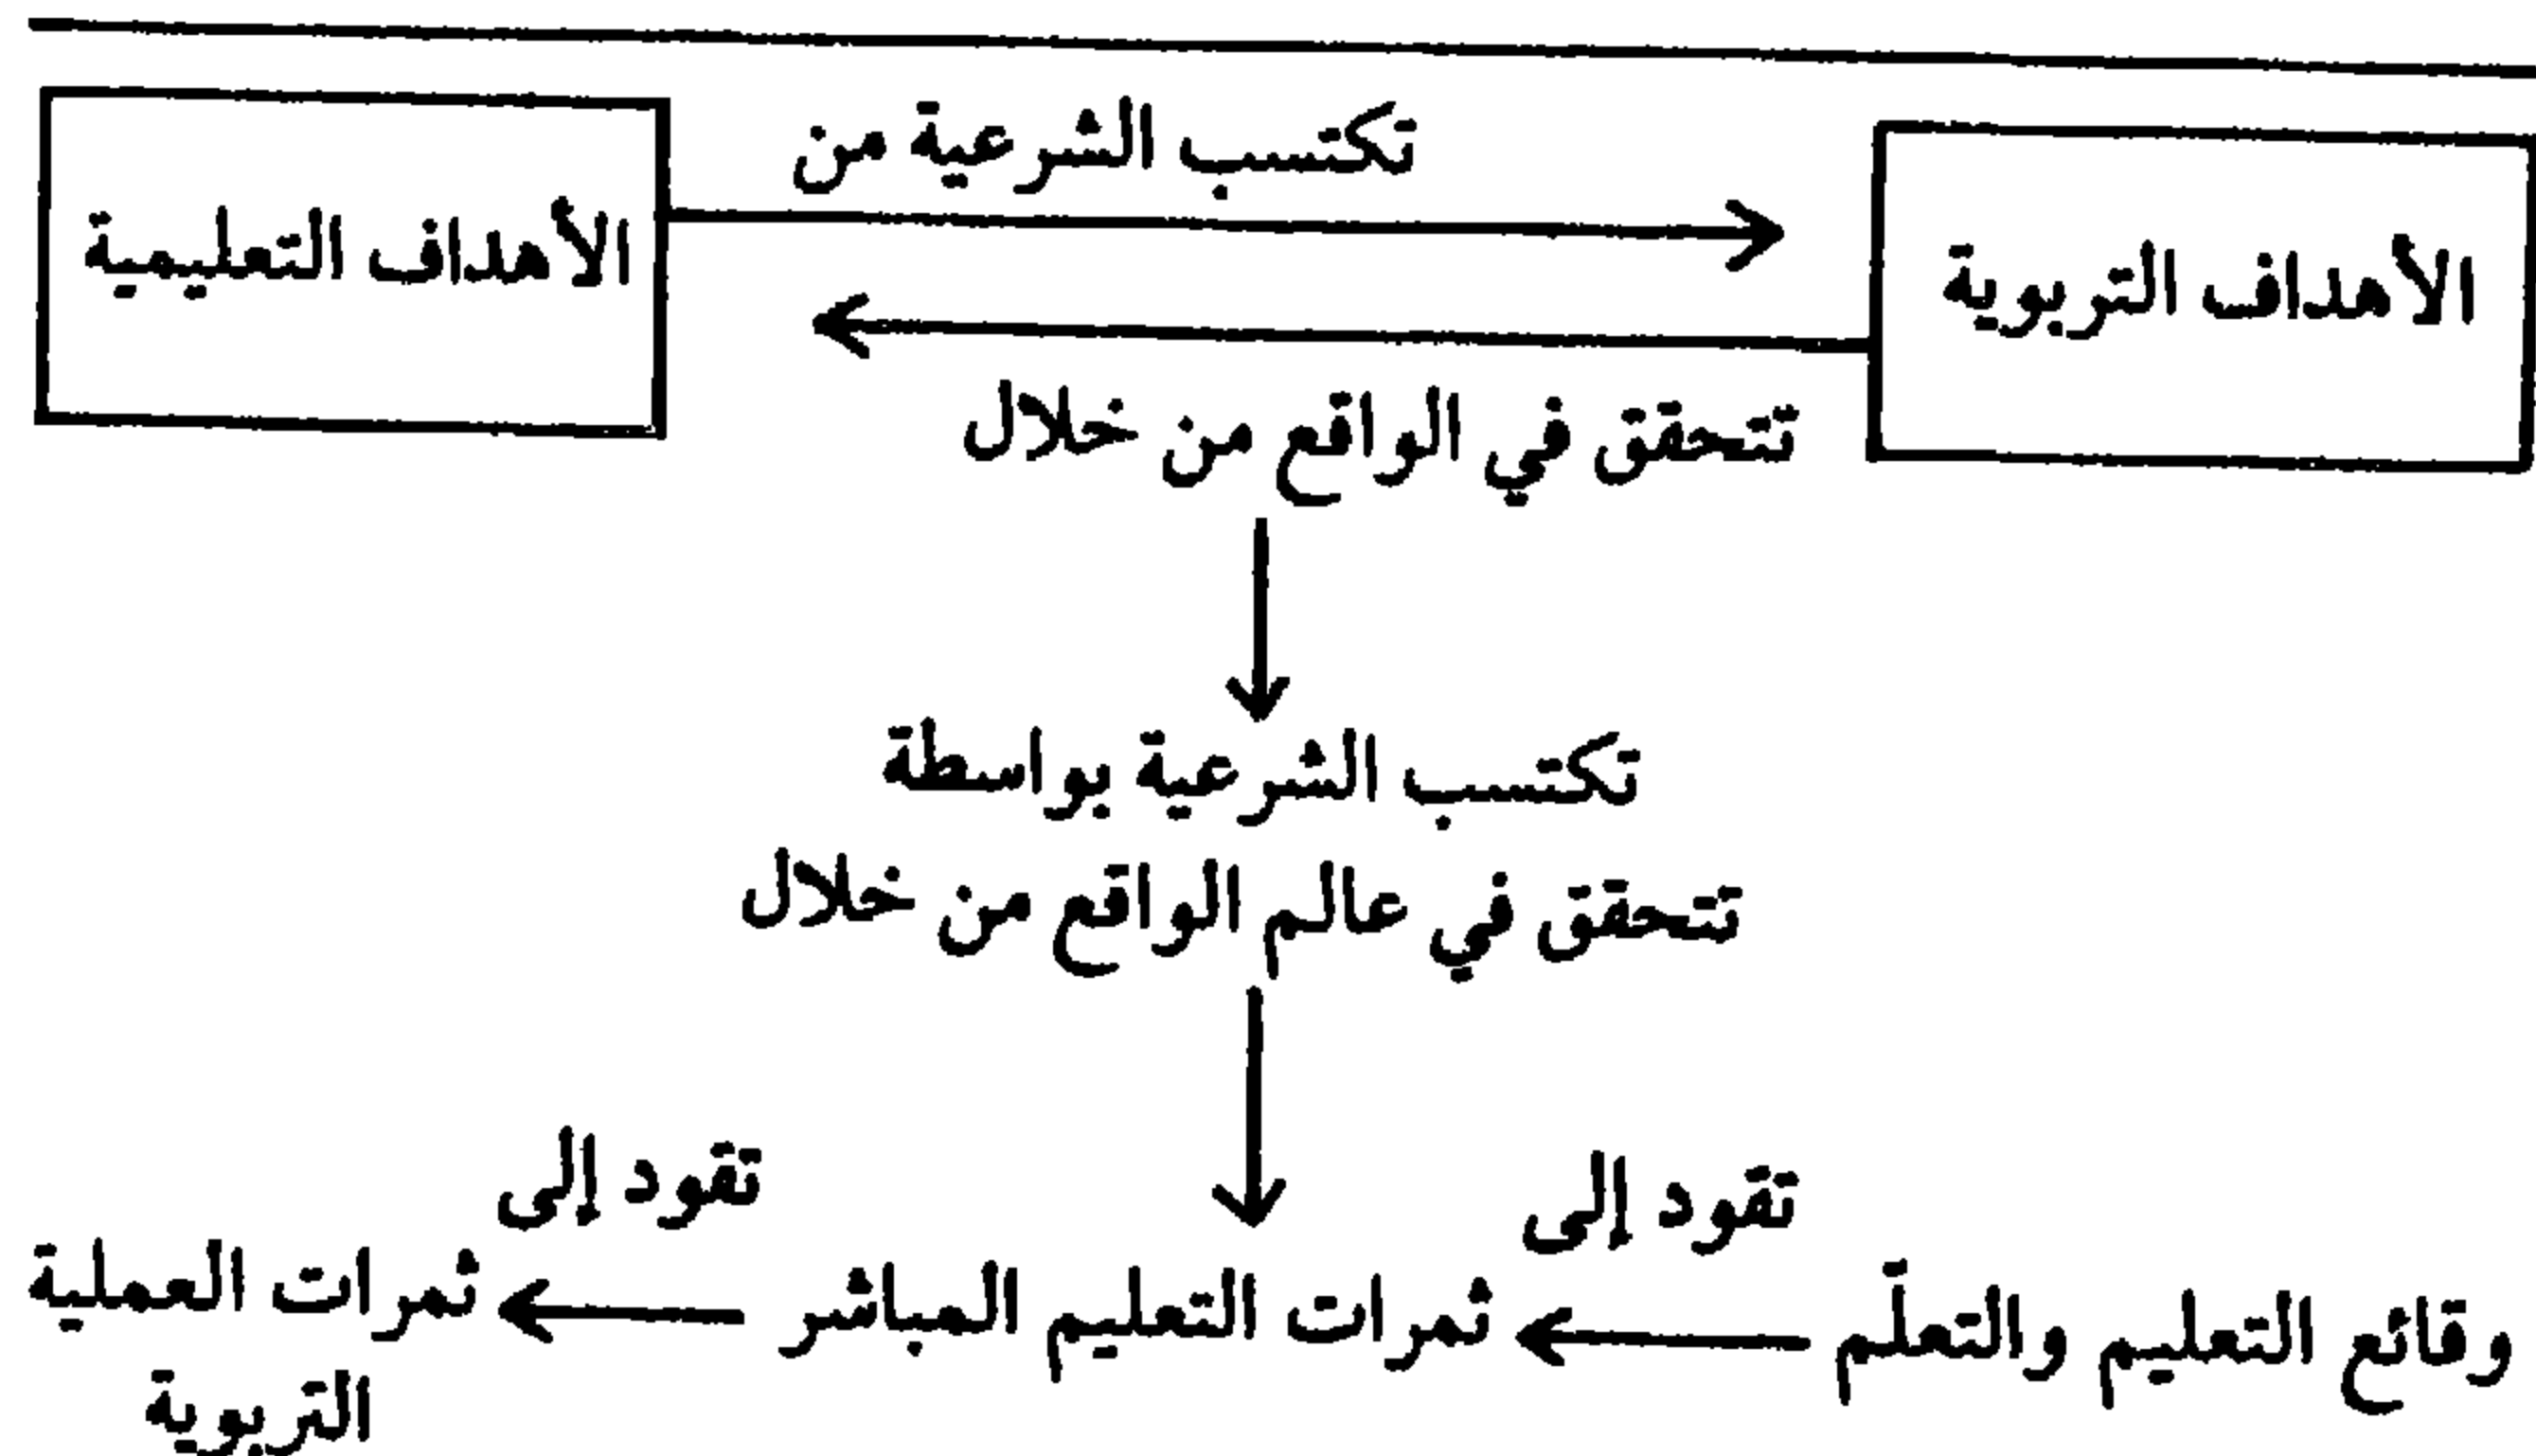 تكتسب الشرعية من
الأهداف التربوية
الأهداف التعليمية
تتحقق في الواقع من خلال
تكتسب الشرعية بواسطة
تتحقق في عالم الواقع من خلال
تقود إلى
تقود إلى
وقائع التعليم والتعلّم
ثمرات التعليم المباشر
ثمرات العملية
التربوية